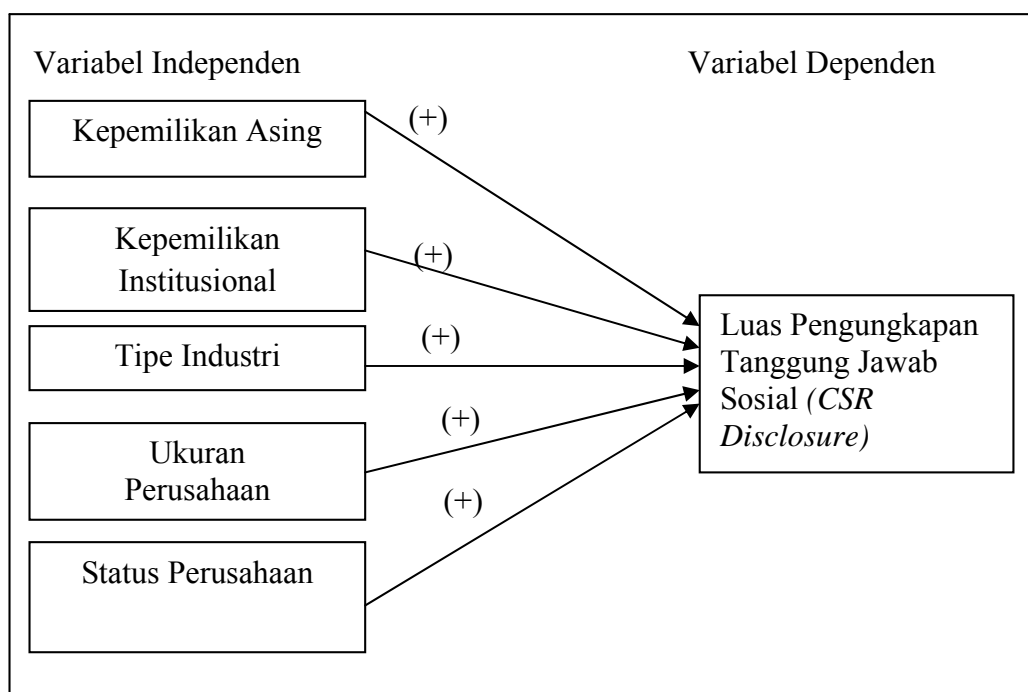 Variabel Independen
Variabel Dependen
Kepemilikan Asing
(+)
Kepemilikan
Institusional
(+)
Tipe Industri
(+)
Luas Pengungkapan
Tanggung Jawab
Sosial (CSR
Disclosure)
Ukuran
Perusahaan
(+)
Status Perusahaan
(+)